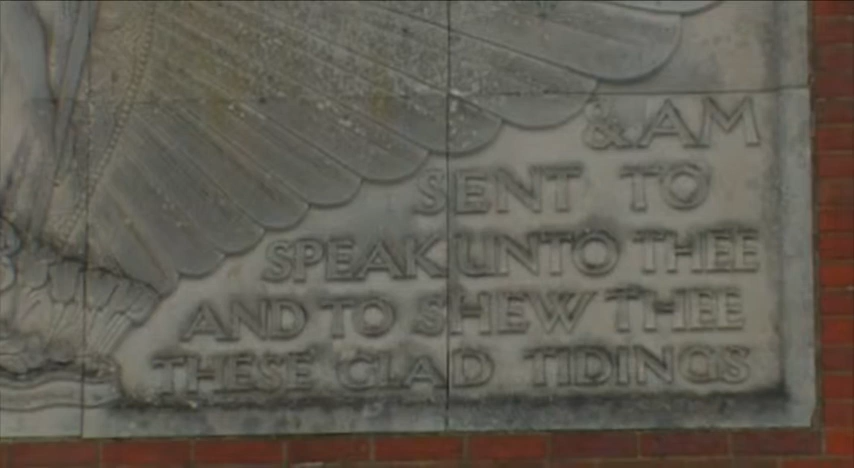 & AM
SENT TO
SPEAK UNTO THEE
AND TO SHEW THEE
THESE GLAD TIDINGS